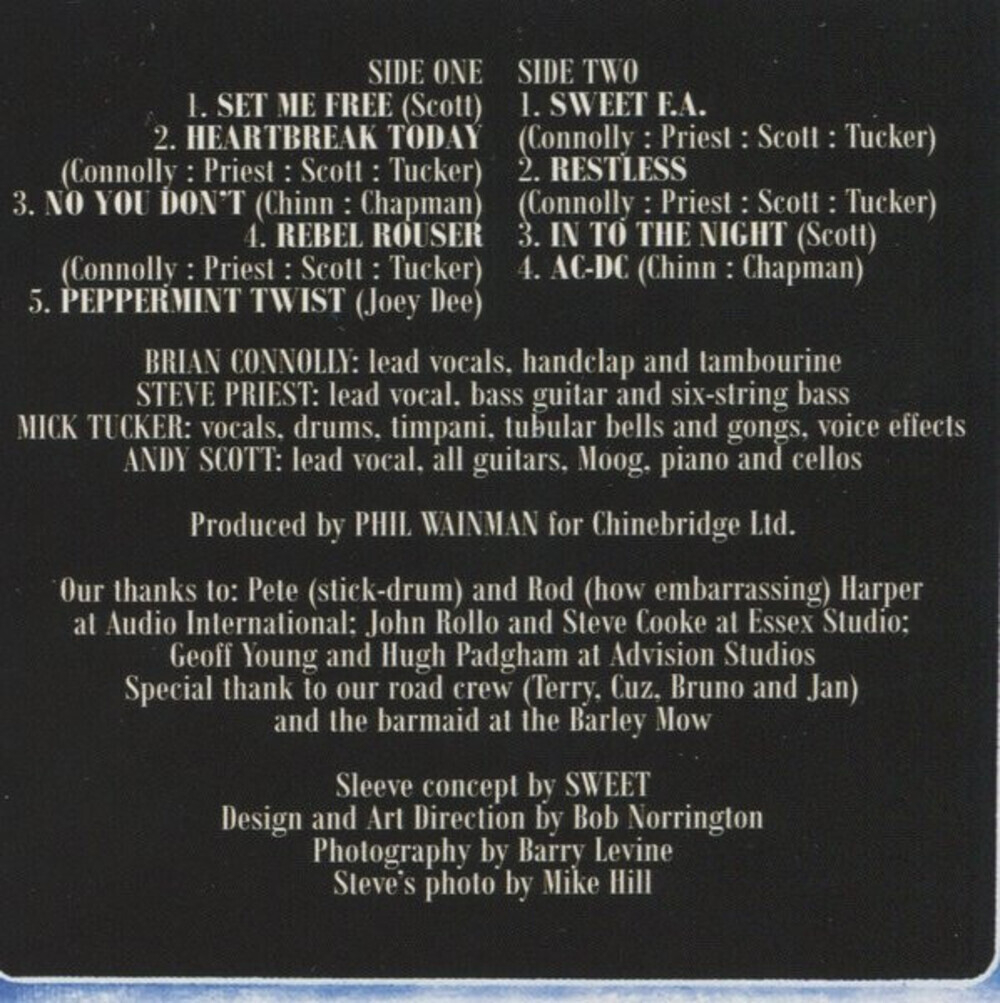 SIDE ONE
1. SET ME FREE (Scott)
2. HEARTBREAK TODAY
(Connolly : Priest : Scott : Tucker)
3. NO YOU DON'T (Chinn : Chapman)
4. REBEL ROUSER
(Connolly : Priest : Scott : Tucker)
5. PEPPERMINT TWIST (Joey Dee)
SIDE TWO
1. SWEET F.A.
(Connolly : Priest : Scott : Tucker)
2. RESTLESS
(Connolly : Priest : Scott : Tucker)
3. IN TO THE NIGHT (Scott)
4. AC-DC (Chinn : Chapman)
BRIAN CONNOLLY: lead vocals, handclap and tambourine
STEVE PRIEST: lead vocal, bass guitar and six-string bass
MICK TUCKER: vocals, drums, timpani, tubular bells and gongs, voice effects
ANDY SCOTT: lead vocal, all guitars, Moog, piano and cellos
Produced by PHIL WAINMAN for Chinebridge Ltd.
Our thanks to: Pete (stick-drum) and Rod (how embarrassing) Harper
at Audio International; John Rollo and Steve Cooke at Essex Studio;
Geoff Young and Hugh Padgham at Advision Studios
Special thank to our road crew (Terry, Cuz, Bruno and Jan)
and the barmaid at the Barley Mow
Sleeve concept by SWEET
Design and Art Direction by Bob Norrington
Photography by Barry Levine
Steve's photo by Mike Hill